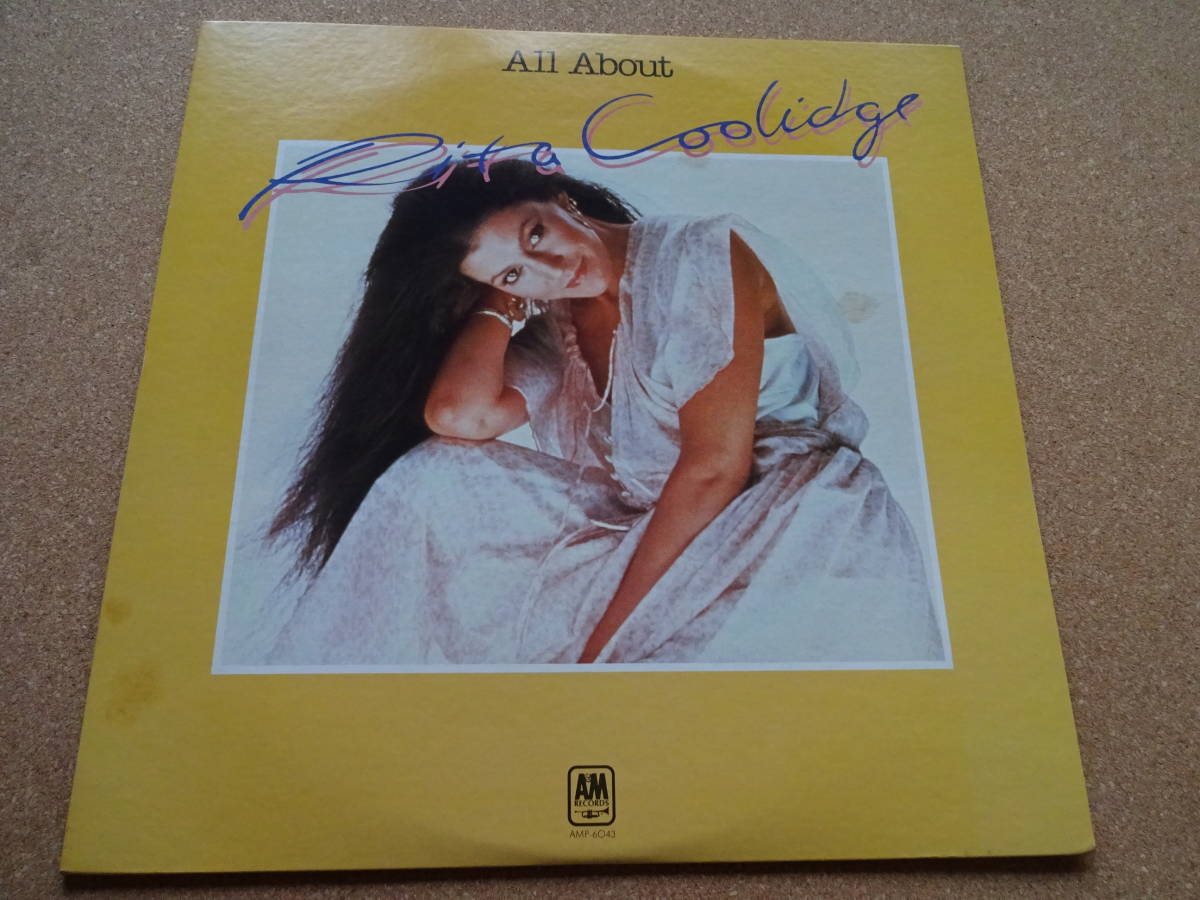 All About
Rita Coolidge
A&M
RECORDS
AMP-6043